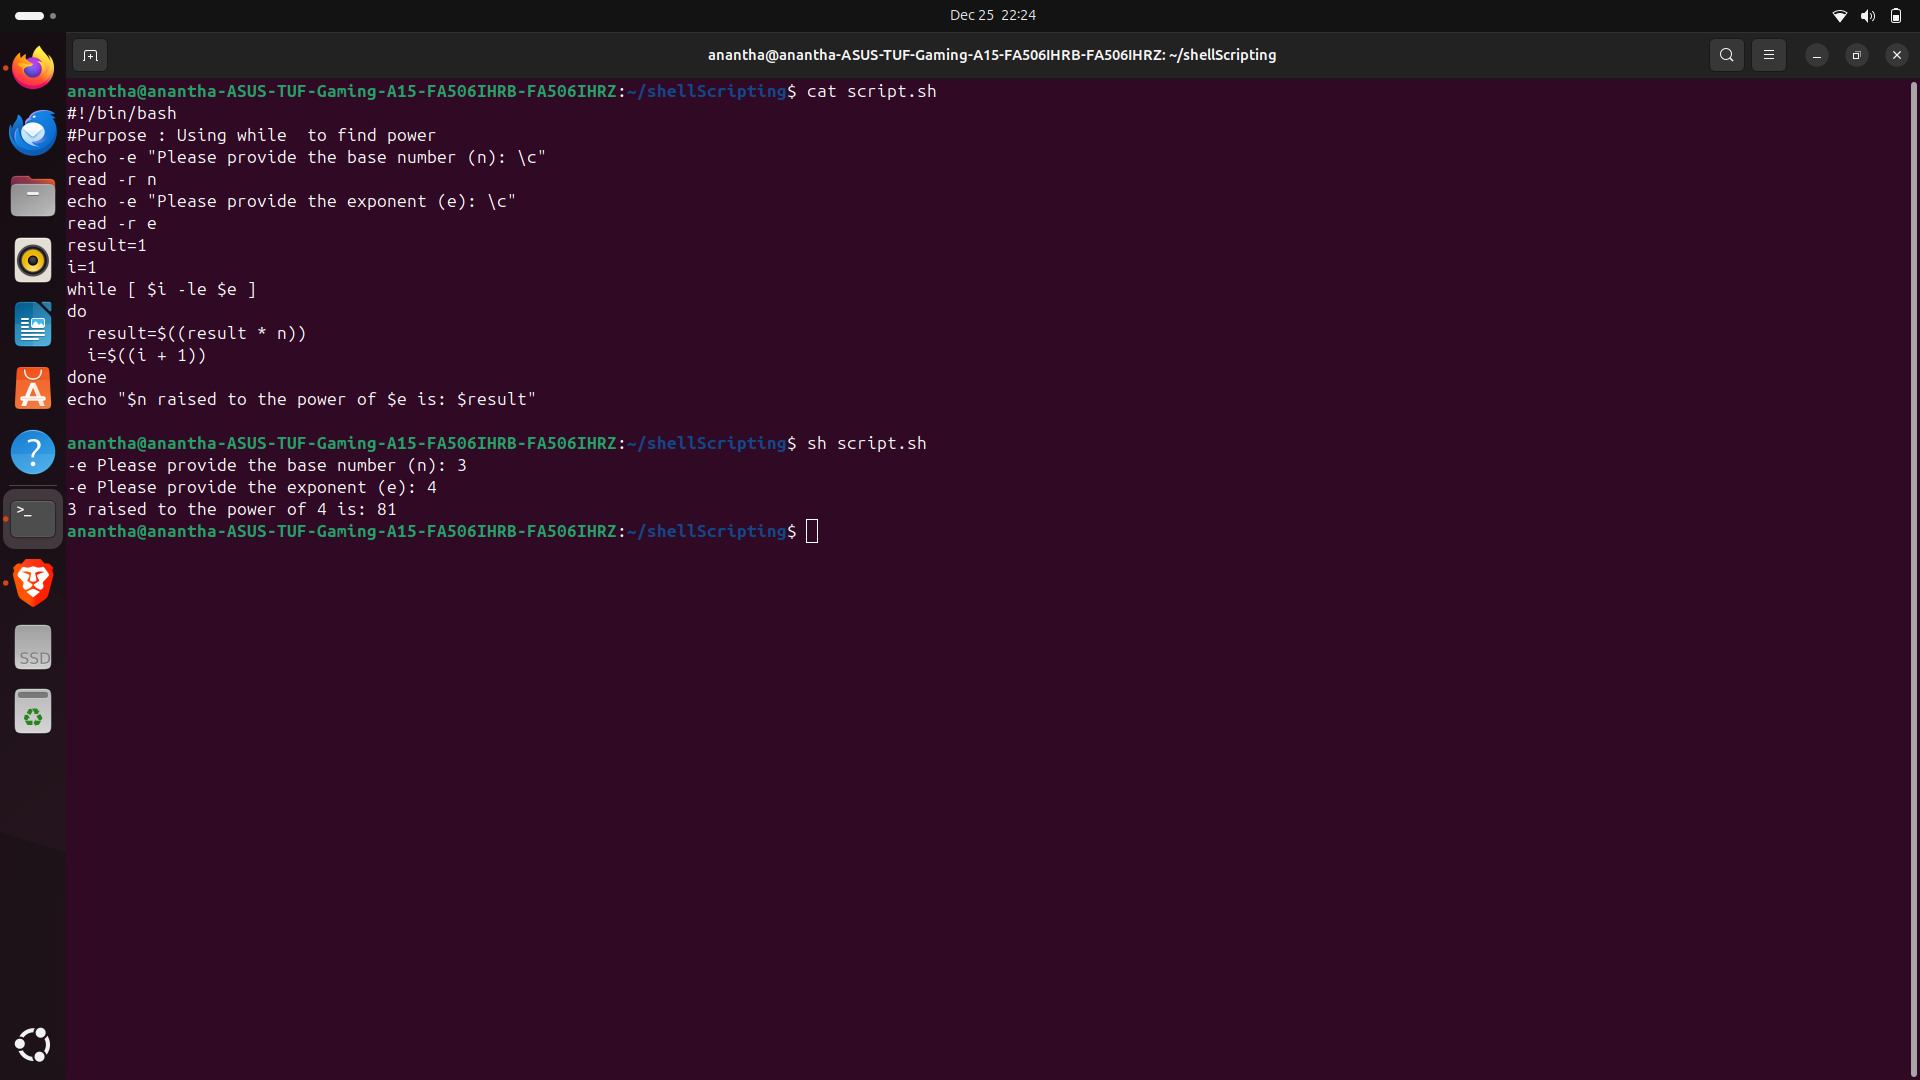 Dec 25 22:24
anantha@anantha-ASUS-TUF-Gaming-A15-FA506IHRB-FA506IHRZ: ~/shellScripting
anantha@anantha-ASUS-TUF-Gaming-A15-FA506IHRB-FA506IHRZ:~/shellScripting$ cat script.sh
#!/bin/bash
#Purpose : Using while  to find power
echo -e "Please provide the base number (n): \c"
read -r n
echo -e "Please provide the exponent (e): \c"
read -r e
result=1
i=1
while [ $i -le $e ]
do
  result=$((result * n))
  i=$((i + 1))
done
echo "$n raised to the power of $e is: $result"
anantha@anantha-ASUS-TUF-Gaming-A15-FA506IHRB-FA506IHRZ:~/shellScripting$ sh script.sh
-e Please provide the base number (n): 3
-e Please provide the exponent (e): 4
3 raised to the power of 4 is: 81
anantha@anantha-ASUS-TUF-Gaming-A15-FA506IHRB-FA506IHRZ:~/shellScripting$
>_
SSD